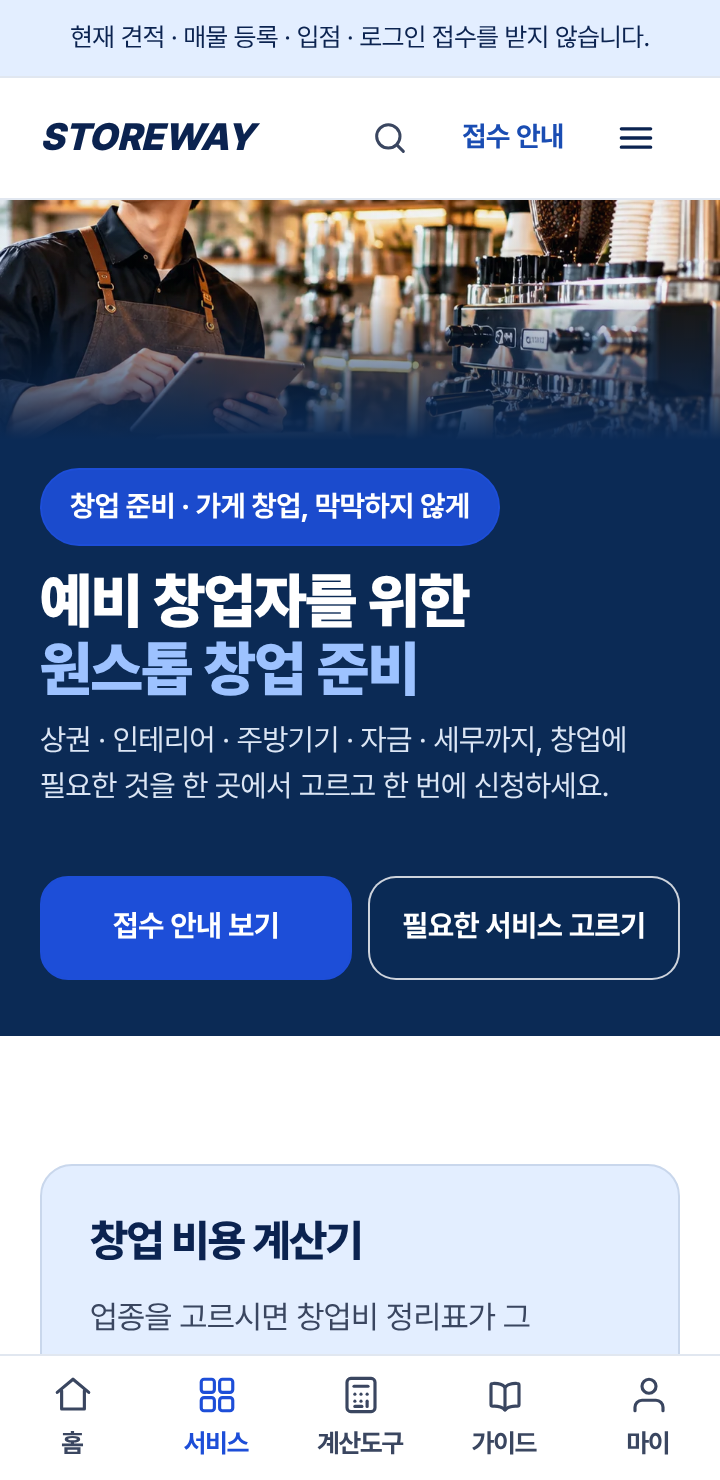 현재 견적 · 매물 등록 · 입점 · 로그인 접수를 받지 않습니다.
STOREWAY
접수 안내
창업 준비 · 가게 창업, 막막하지 않게
예비 창업자를 위한
원스톱 창업 준비
상권 · 인테리어 · 주방기기 · 자금 · 세무까지, 창업에
필요한 것을 한 곳에서 고르고 한 번에 신청하세요.
접수 안내 보기
필요한 서비스 고르기
창업 비용 계산기
업종을 고르시면 창업비 정리표가 그
홈
서비스
계산도구
가이드
마이